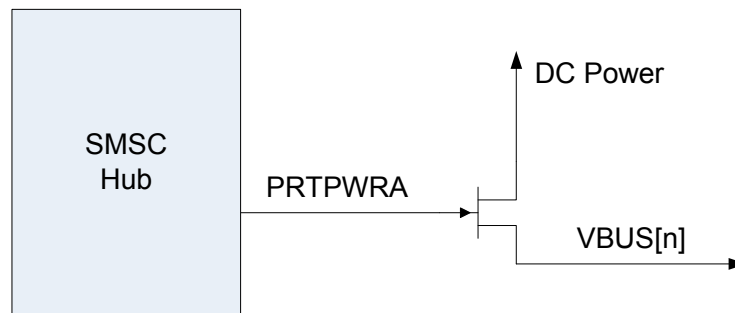 SMSC
Hub
PRTPWRA
DC Power
VBUS[n]